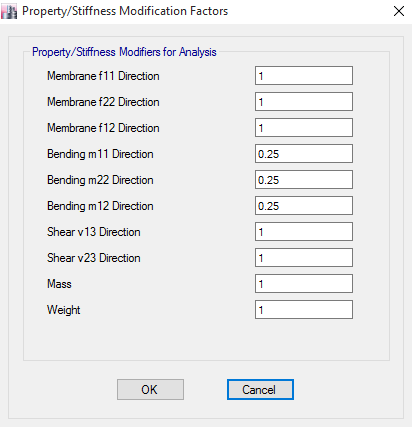 Property/Stiffness Modification Factors
Property/Stiffness Modifiers for Analysis
Membrane f11 Direction 1
Membrane f22 Direction 1
Membrane f12 Direction 1
Bending m11 Direction 0.25
Bending m22 Direction 0.25
Bending m12 Direction 0.25
Shear v13 Direction 1
Shear v23 Direction 1
Mass 1
Weight 1
OK Cancel